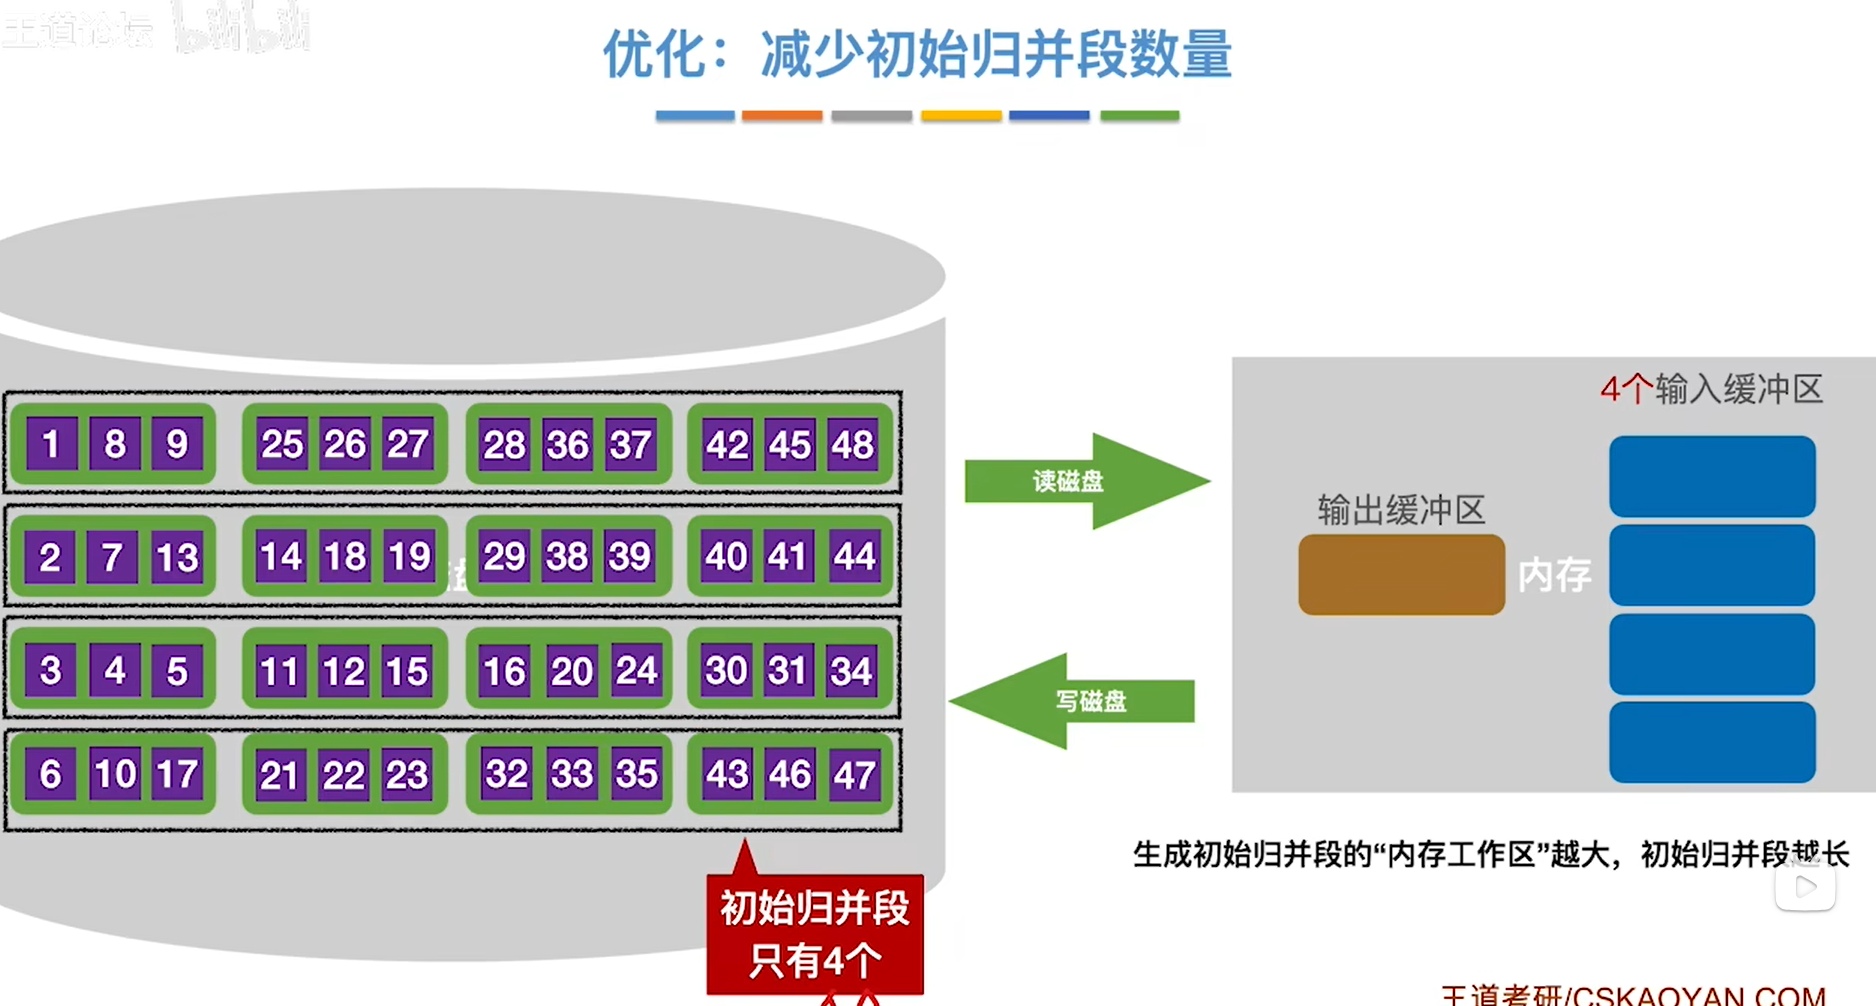 王道论坛 bilibili
优化：减少初始归并段数量
1 8 9 25 26 27 28 36 37 42 45 48
2 7 13 14 18 19 29 38 39 40 41 44
3 4 5 11 12 15 16 20 24 30 31 34
6 10 17 21 22 23 32 33 35 43 46 47
初始归并段
只有4个
读磁盘
写磁盘
4个输入缓冲区
输出缓冲区
内存
生成初始归并段的“内存工作区”越大，初始归并段越长
王道考研/CSKAOYAN.COM